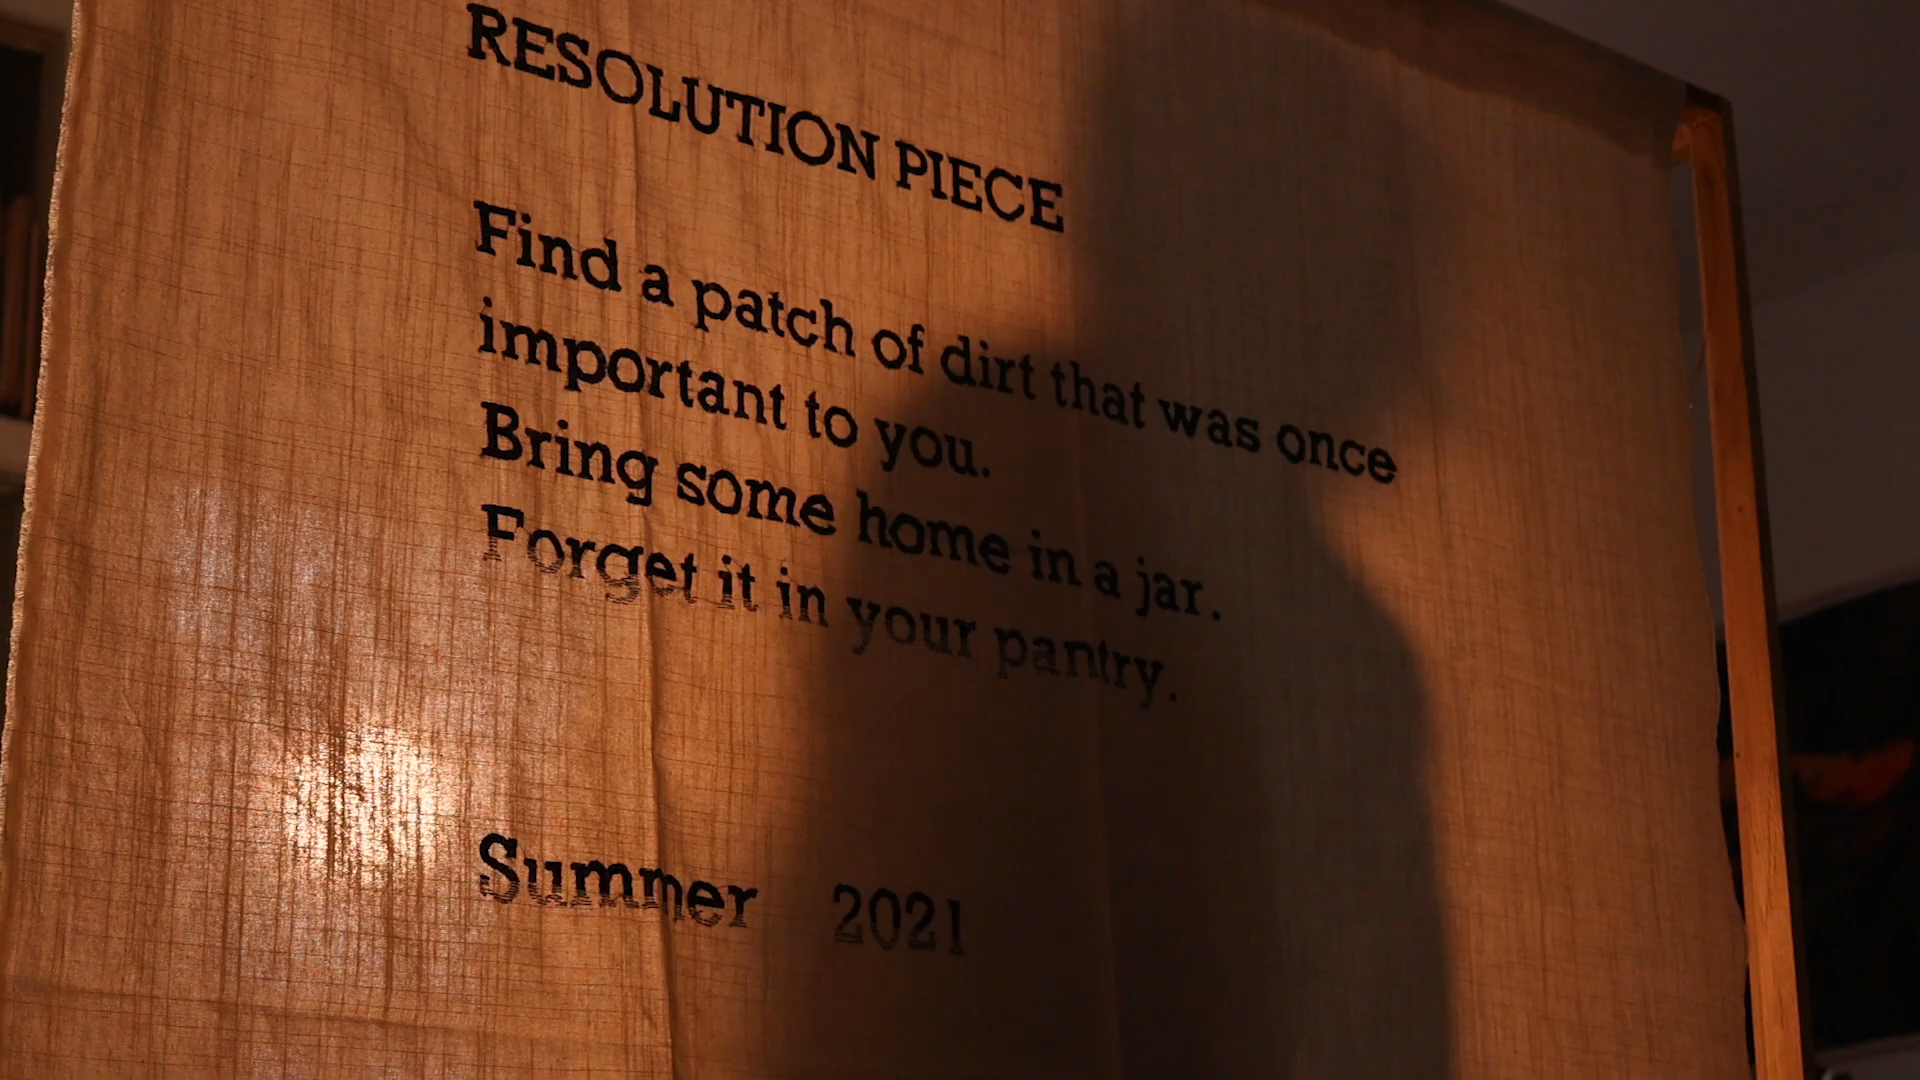 RESOLUTION PIECE
Find a patch of dirt that was once
important to you.
Bring some home in a jar.
Forget it in your pantry.
Summer 2021